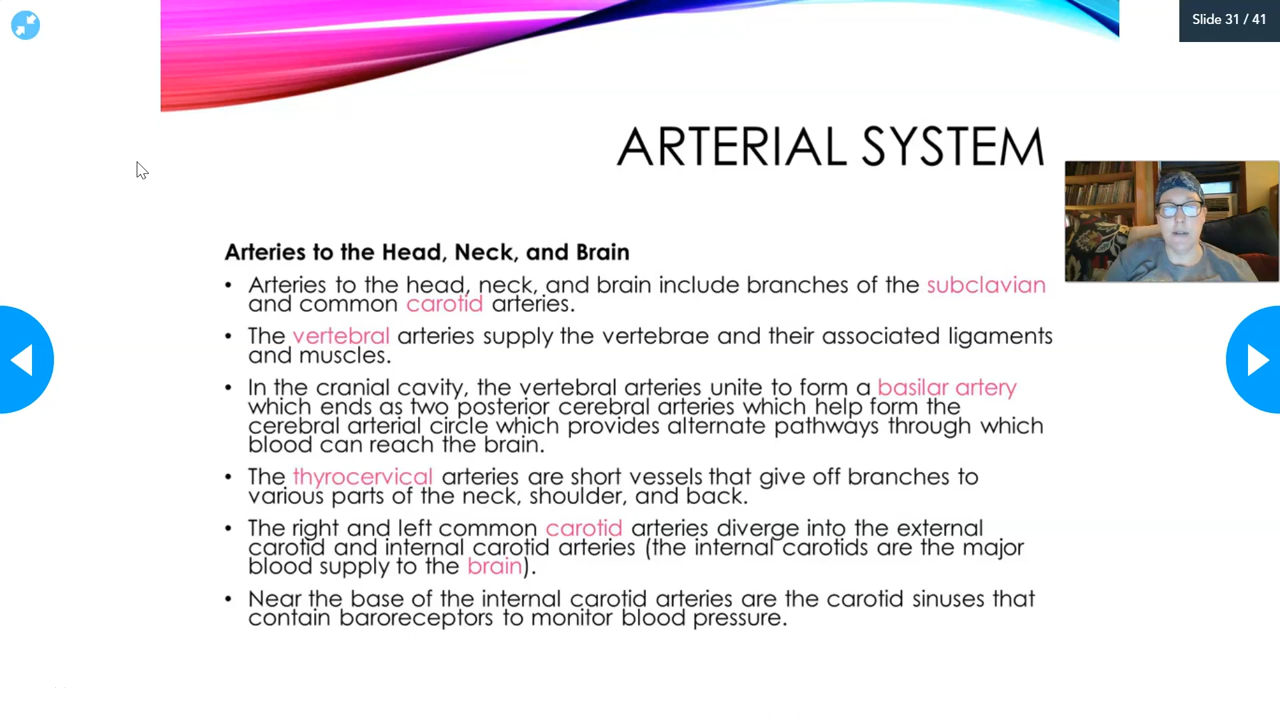 Slide 31 / 41
ARTERIAL SYSTEM
Arteries to the Head, Neck, and Brain
• Arteries to the head, neck, and brain include branches of the subclavian
and common carotid arteries.
• The vertebral arteries supply the vertebrae and their associated ligaments
and muscles.
• In the cranial cavity, the vertebral arteries unite to form a basilar artery
which ends as two posterior cerebral arteries which help form the
cerebral arterial circle which provides alternate pathways through which
blood can reach the brain.
• The thyrocervical arteries are short vessels that give off branches to
various parts of the neck, shoulder, and back.
• The right and left common carotid arteries diverge into the external
carotid and internal carotid arteries (the internal carotids are the major
blood supply to the brain).
• Near the base of the internal carotid arteries are the carotid sinuses that
contain baroreceptors to monitor blood pressure.